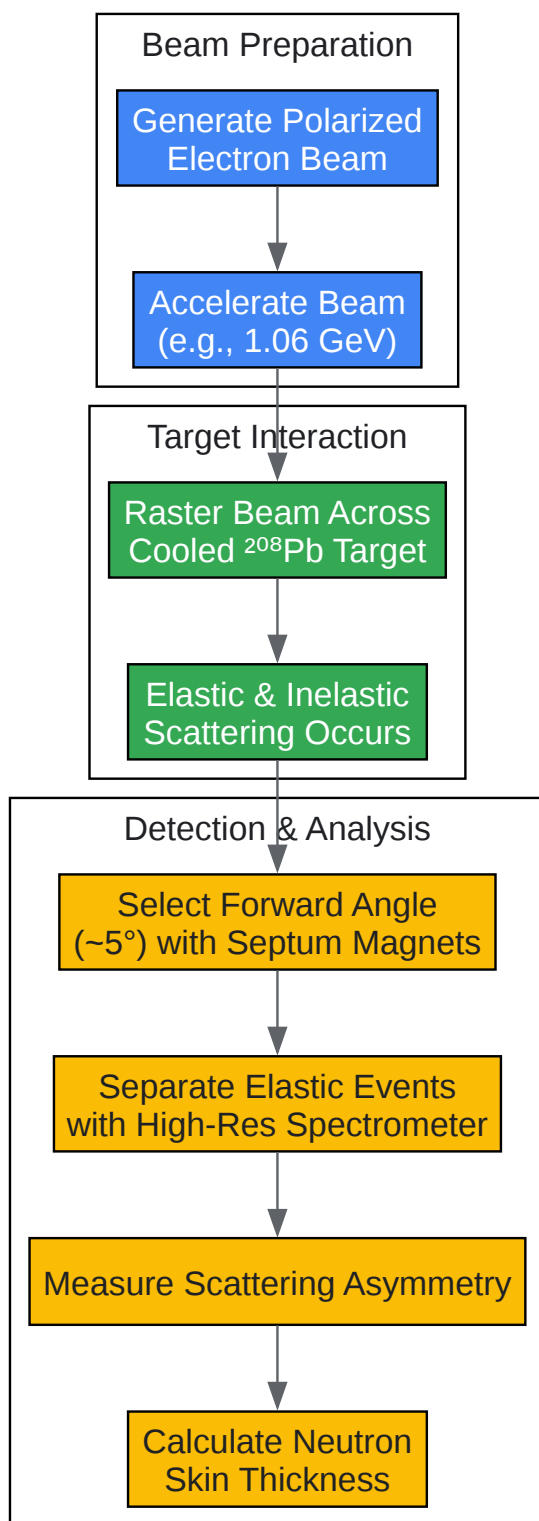 Beam Preparation
Generate Polarized
Electron Beam
Accelerate Beam
(e.g., 1.06 GeV)
Target Interaction
Raster Beam Across
Cooled ²⁰⁸Pb Target
Elastic & Inelastic
Scattering Occurs
Detection & Analysis
Select Forward Angle
(~5°) with Septum Magnets
Separate Elastic Events
with High-Res Spectrometer
Measure Scattering Asymmetry
Calculate Neutron
Skin Thickness